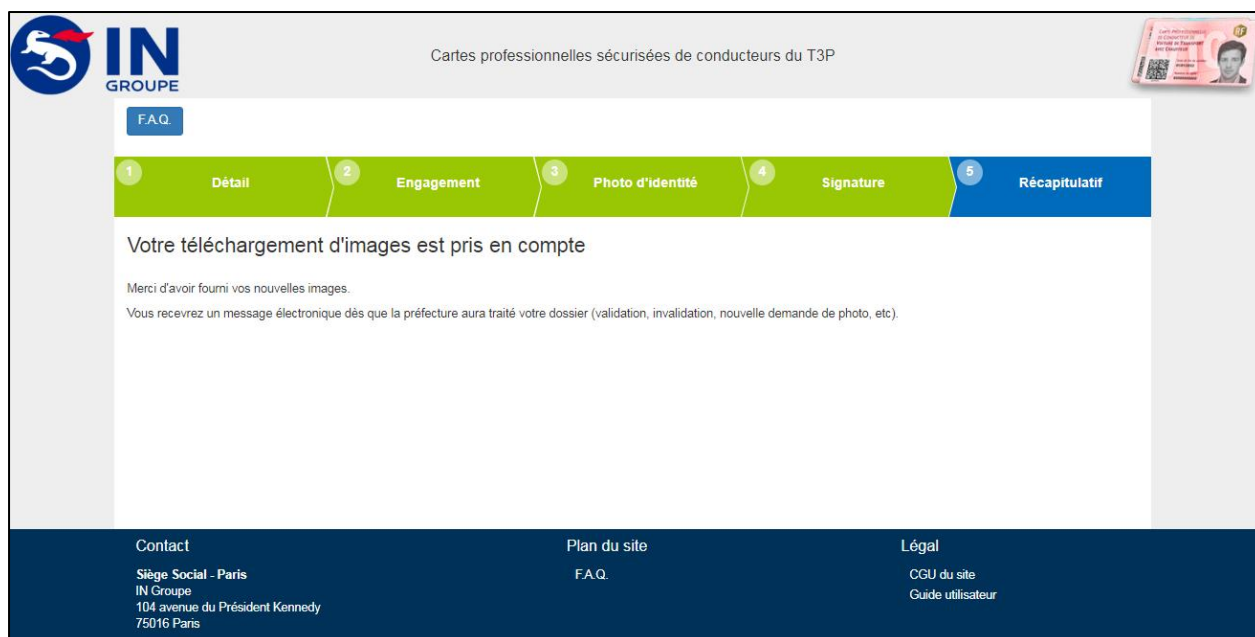 IN
GROUPE
Cartes professionnelles sécurisées de conducteurs du T3P
F.A.Q.
1 Détail
2 Engagement
3 Photo d'identité
4 Signature
5 Récapitulatif
Votre téléchargement d'images est pris en compte
Merci d'avoir fourni vos nouvelles images.
Vous recevrez un message électronique dès que la préfecture aura traité votre dossier (validation, invalidation, nouvelle demande de photo, etc).
Contact
Siège Social - Paris
IN Groupe
104 avenue du Président Kennedy
75016 Paris
Plan du site
F.A.Q.
Légal
CGU du site
Guide utilisateur